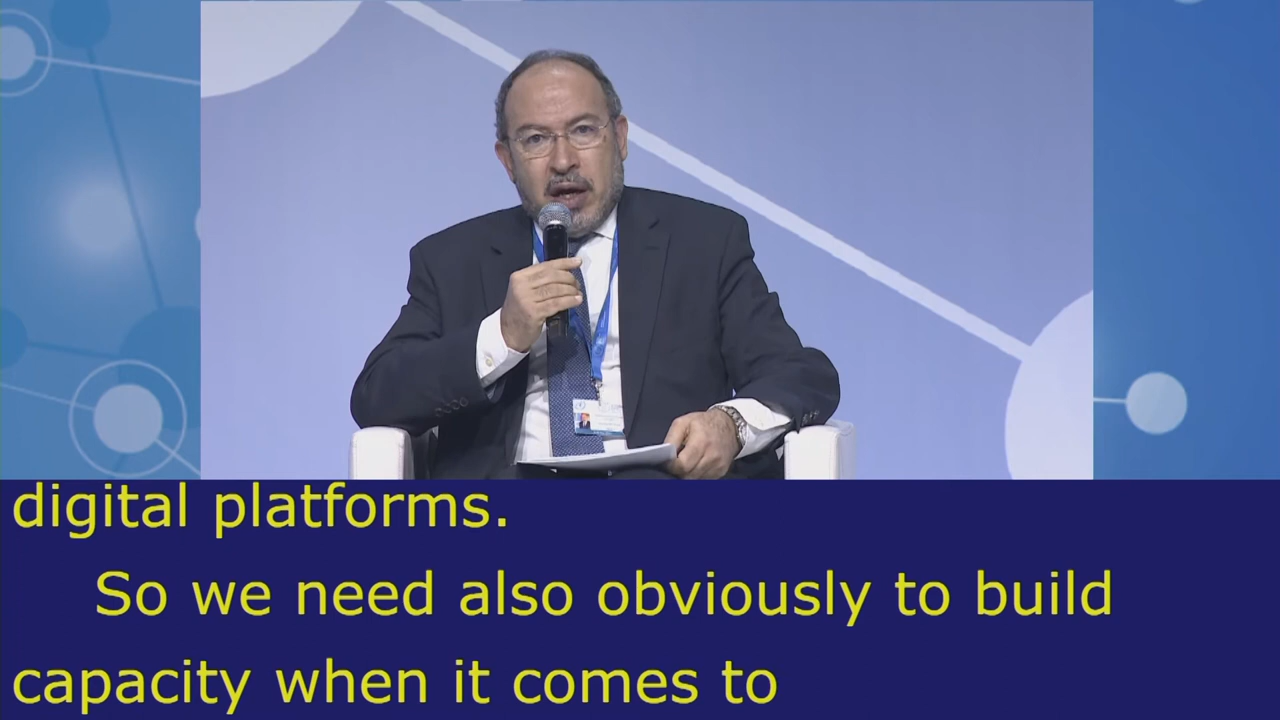 digital platforms.
So we need also obviously to build
capacity when it comes to